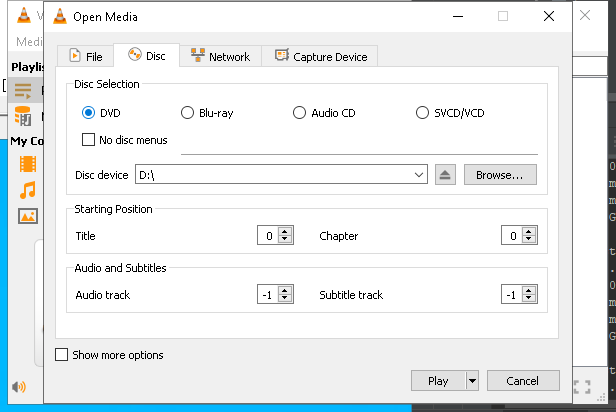 Open Media
Medi
File
Disc
Network
Capture Device
Playlis
Disc Selection
DVD
Blu-ray
Audio CD
SVCD/VCD
No disc menus
My Co
Disc device
D:\
Browse...
Starting Position
Title
0
Chapter
0
Audio and Subtitles
Audio track
-1
Subtitle track
-1
Show more options
Play
Cancel